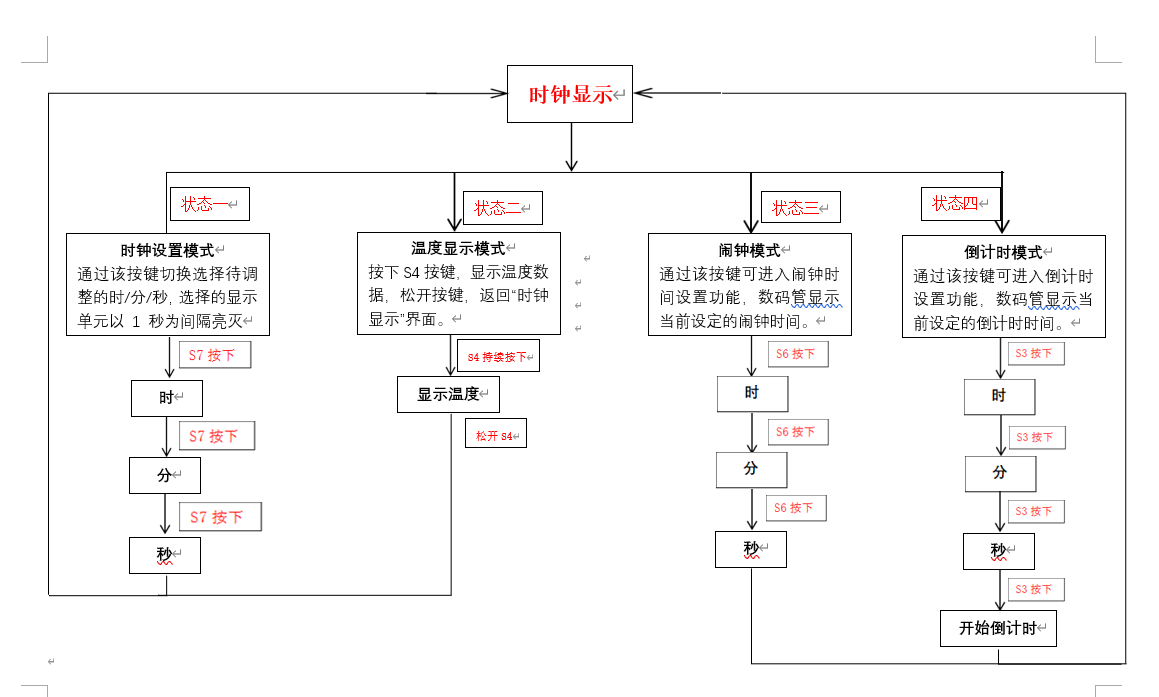 时钟显示
状态一
时钟设置模式
通过该按键切换选择待调
整的时/分/秒,选择的显示
单元以 1 秒为间隔亮灭
S7 按下
时
S7 按下
分
S7 按下
秒
状态二
温度显示模式
按下 S4 按键，显示温度数
据，松开按键，返回“时钟
显示”界面。
S4 持续按下
显示温度
松开 S4
状态三
闹钟模式
通过该按键可进入闹钟时
间设置功能，数码管显示
当前设定的闹钟时间。
S6 按下
时
S6 按下
分
S6 按下
秒
状态四
倒计时模式
通过该按键可进入倒计时
设置功能，数码管显示当
前设定的倒计时时间。
S3 按下
时
S3 按下
分
S3 按下
秒
S3 按下
开始倒计时